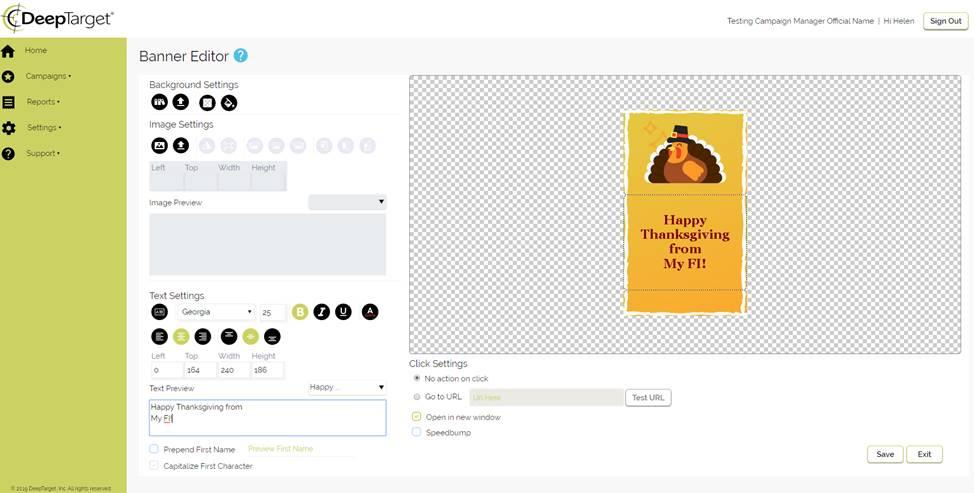 DeepTarget
Testing Campaign Manager Official Name | Hi Helen
Sign Out
Home
Campaigns
Reports
Settings
Support
Banner Editor ?
Background Settings
Image Settings
Left Top Width Height
Image Preview
Text Settings
Georgia 25 B I U A
Left Top Width Height
0 164 240 186
Text Preview Happy ...
Happy Thanksgiving from
My FI!
Prepend First Name Preview First Name
Capitalize First Character
Happy
Thanksgiving
from
My FI!
Click Settings
No action on click
Go to URL Url Here Test URL
Open in new window
Speedbump
Save Exit
© 2019 DeepTarget, Inc. All rights reserved.